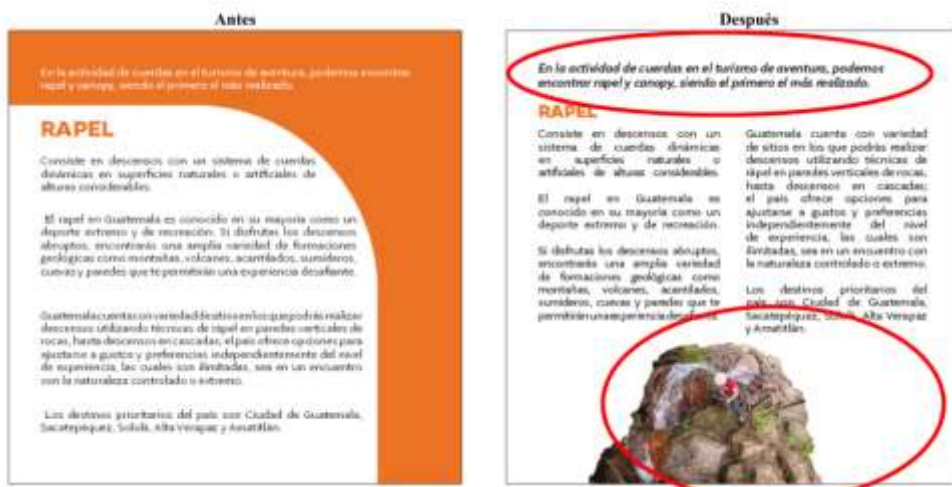 Antes
En la actividad de cuerdas en el turismo de aventura, podemos encontrar
rapel y canopy, siendo el primero el más realizado.
RAPEL
Consiste en descensos con un sistema de cuerdas
dinámicas en superficies naturales o artificiales de
alturas considerables.
El rapel en Guatemala es conocido en su mayoría como un
deporte extremo y de recreación. Si disfrutas los descensos
abruptos, encontrarás una amplia variedad de formaciones
geológicas como montañas, volcanes, acantilados, sumideros,
cuevas y paredes que te permitirán una experiencia desafiante.
Guatemala cuenta con variedad de sitios en los que podrás realizar
descensos utilizando técnicas de rápel en paredes verticales de
rocas, hasta descensos en cascadas; el país ofrece opciones para
ajustarse a gustos y preferencias independientemente del nivel
de experiencia, las cuales son ilimitadas, sea en un encuentro
con la naturaleza controlado o extremo.
Los destinos prioritarios del país son Ciudad de Guatemala,
Sacatepéquez, Sololá, Alta Verapaz y Amatitlán.
Después
En la actividad de cuerdas en el turismo de aventura, podemos
encontrar rapel y canopy, siendo el primero el más realizado.
RAPEL
Consiste en descensos con un
sistema de cuerdas dinámicas
en superficies naturales o
artificiales de alturas considerables.
El rapel en Guatemala es
conocido en su mayoría como un
deporte extremo y de recreación.
Si disfrutas los descensos abruptos,
encontrarás una amplia variedad
de formaciones geológicas como
montañas, volcanes, acantilados,
sumideros, cuevas y paredes que te
permitirán una experiencia desafiante.
Guatemala cuenta con variedad
de sitios en los que podrás realizar
descensos utilizando técnicas de
rápel en paredes verticales de rocas,
hasta descensos en cascadas;
el país ofrece opciones para
ajustarse a gustos y preferencias
independientemente del nivel
de experiencia, las cuales son
ilimitadas, sea en un encuentro con
la naturaleza controlado o extremo.
Los destinos prioritarios del
país son Ciudad de Guatemala,
Sacatepéquez, Sololá, Alta Verapaz
y Amatitlán.